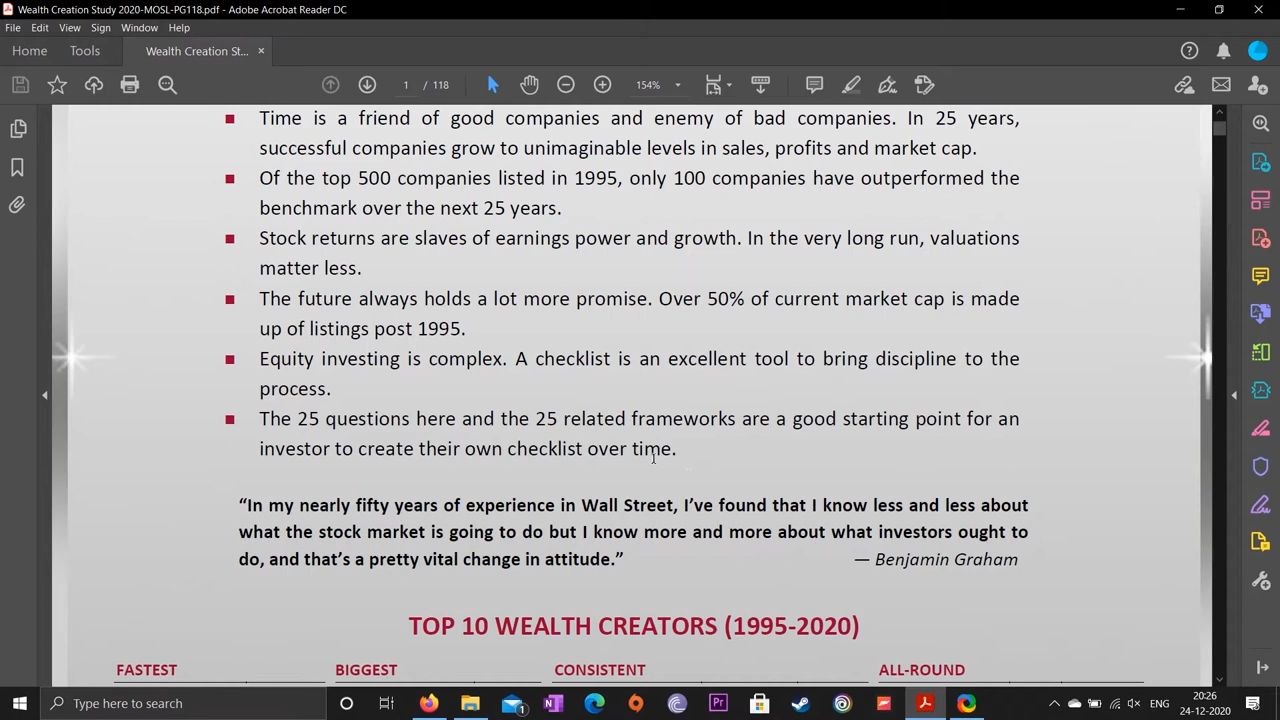 Wealth Creation Study 2020-MOSL-PG118.pdf - Adobe Acrobat Reader DC
File Edit View Sign Window Help
Home Tools Wealth Creation St... ×
1 / 118 154%
Time is a friend of good companies and enemy of bad companies. In 25 years,
successful companies grow to unimaginable levels in sales, profits and market cap.
Of the top 500 companies listed in 1995, only 100 companies have outperformed the
benchmark over the next 25 years.
Stock returns are slaves of earnings power and growth. In the very long run, valuations
matter less.
The future always holds a lot more promise. Over 50% of current market cap is made
up of listings post 1995.
Equity investing is complex. A checklist is an excellent tool to bring discipline to the
process.
The 25 questions here and the 25 related frameworks are a good starting point for an
investor to create their own checklist over time.
“In my nearly fifty years of experience in Wall Street, I’ve found that I know less and less about
what the stock market is going to do but I know more and more about what investors ought to
do, and that’s a pretty vital change in attitude.” — Benjamin Graham
TOP 10 WEALTH CREATORS (1995-2020)
FASTEST BIGGEST CONSISTENT ALL-ROUND
Type here to search
20:26
24-12-2020